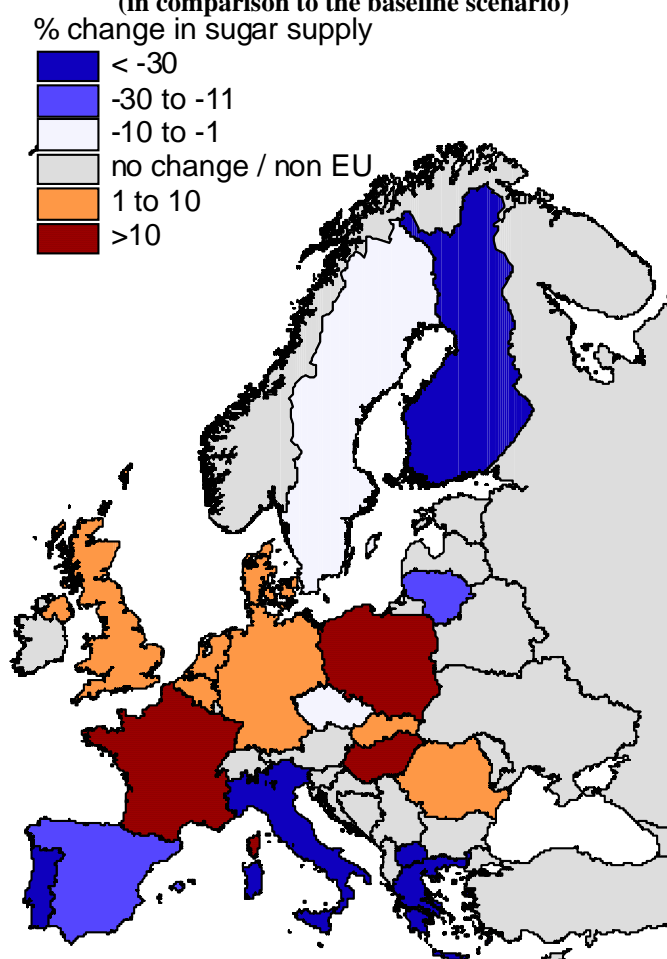 (in comparison to the baseline scenario)
% change in sugar supply
< -30
-30 to -11
-10 to -1
no change / non EU
1 to 10
>10